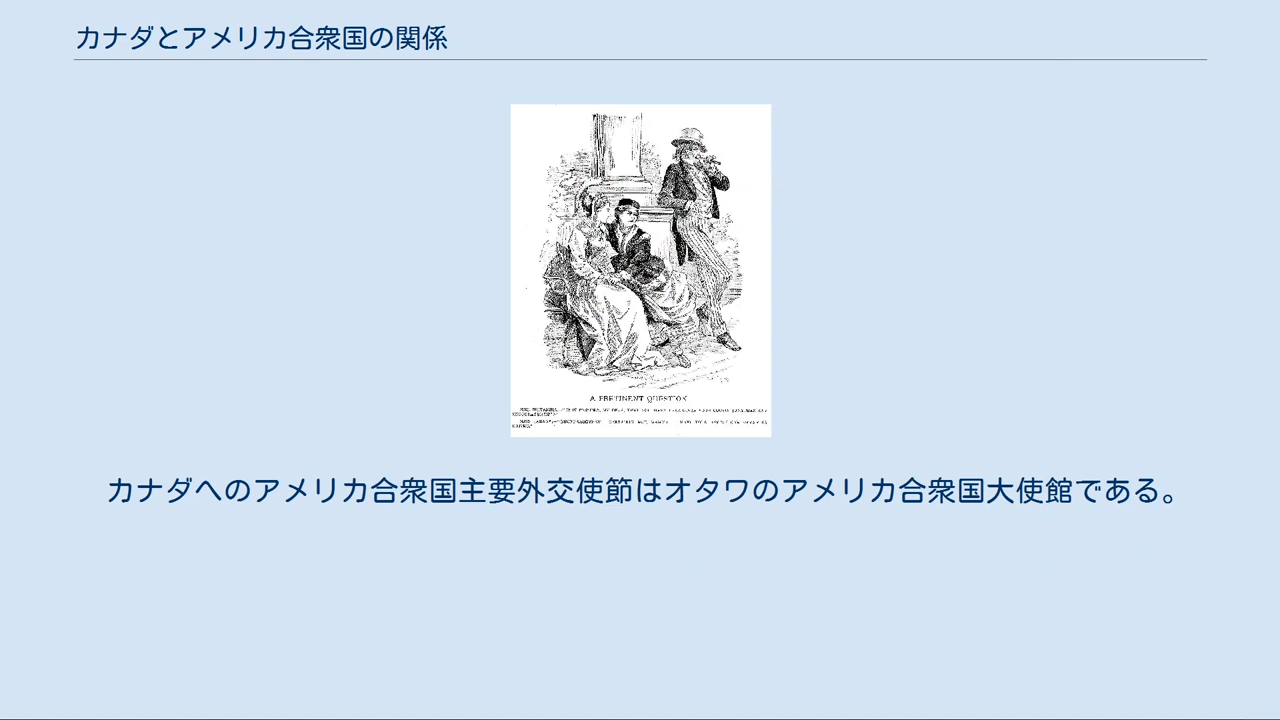 カナダとアメリカ合衆国の関係
A PERTINENT QUESTION
カナダへのアメリカ合衆国主要外交使節はオタワのアメリカ合衆国大使館である。